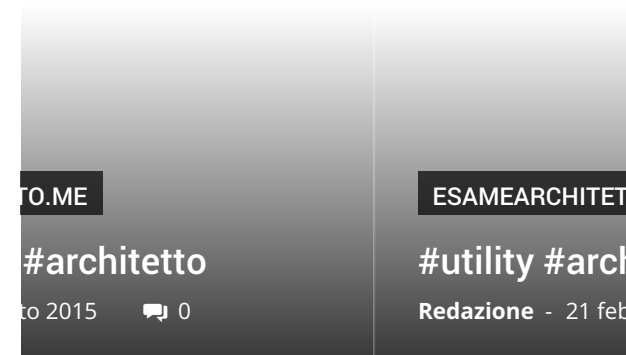 TO.ME
#architetto
to 2015 0
ESAMEARCHITET
#utility #arch
Redazione - 21 feb